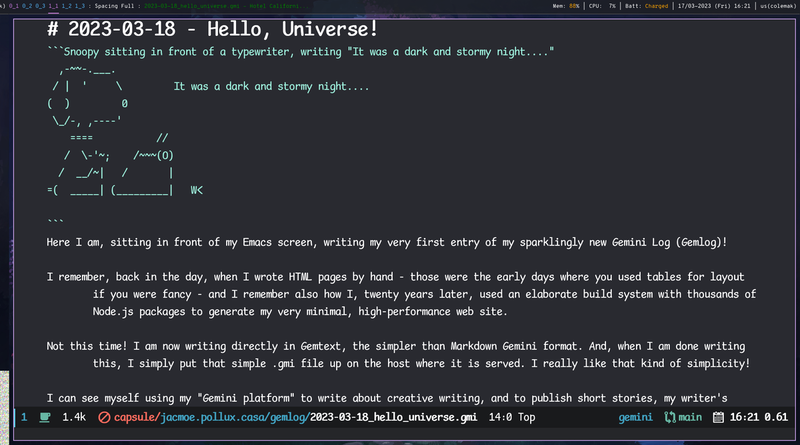 0_1 0_2 0_3 1_1 1_2 1_3 : Spacing Full : 2023-03-18_hello_universe.gmi - Hotel California
Mem: 80% | CPU: 7% | Batt: Charged | 17/03-2023 (Fri) 16:21 | us(colemak)
# 2023-03-18 - Hello, Universe!
```Snoopy sitting in front of a typewriter, writing "It was a dark and stormy night...."
  ,-~~-.___.
 / |  '     \         It was a dark and stormy night....
(  )         0
 \_/-, ,----'
    ====           //
   /  \-'~;    /~~~(O)
  /  __/~|   /       |
=(  _____| (_________|   W<
```
Here I am, sitting in front of my Emacs screen, writing my very first entry of my sparklingly new Gemini Log (Gemlog)!
I remember, back in the day, when I wrote HTML pages by hand - those were the early days where you used tables for layout
if you were fancy - and I remember also how I, twenty years later, used an elaborate build system with thousands of
Node.js packages to generate my very minimal, high-performance web site.
Not this time! I am now writing directly in Gemtext, the simpler than Markdown Gemini format. And, when I am done writing
this, I simply put that simple .gmi file up on the host where it is served. I really like that kind of simplicity!
I can see myself using my "Gemini platform" to write about creative writing, and to publish short stories, my writer's
1 1.4k capsule/jacmoe.pollux.casa/gemlog/2023-03-18_hello_universe.gmi 14:0 Top gemini main 16:21 0.61